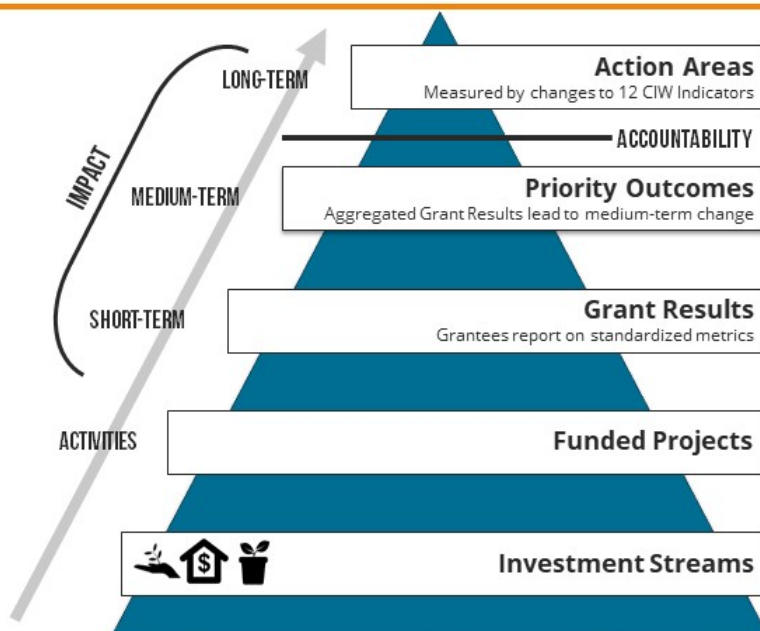 LONG-TERM
Action Areas
Measured by changes to 12 CIW Indicators
ACCOUNTABILITY
IMPACT
MEDIUM-TERM
Priority Outcomes
Aggregated Grant Results lead to medium-term change
SHORT-TERM
Grant Results
Grantees report on standardized metrics
ACTIVITIES
Funded Projects
$
Investment Streams